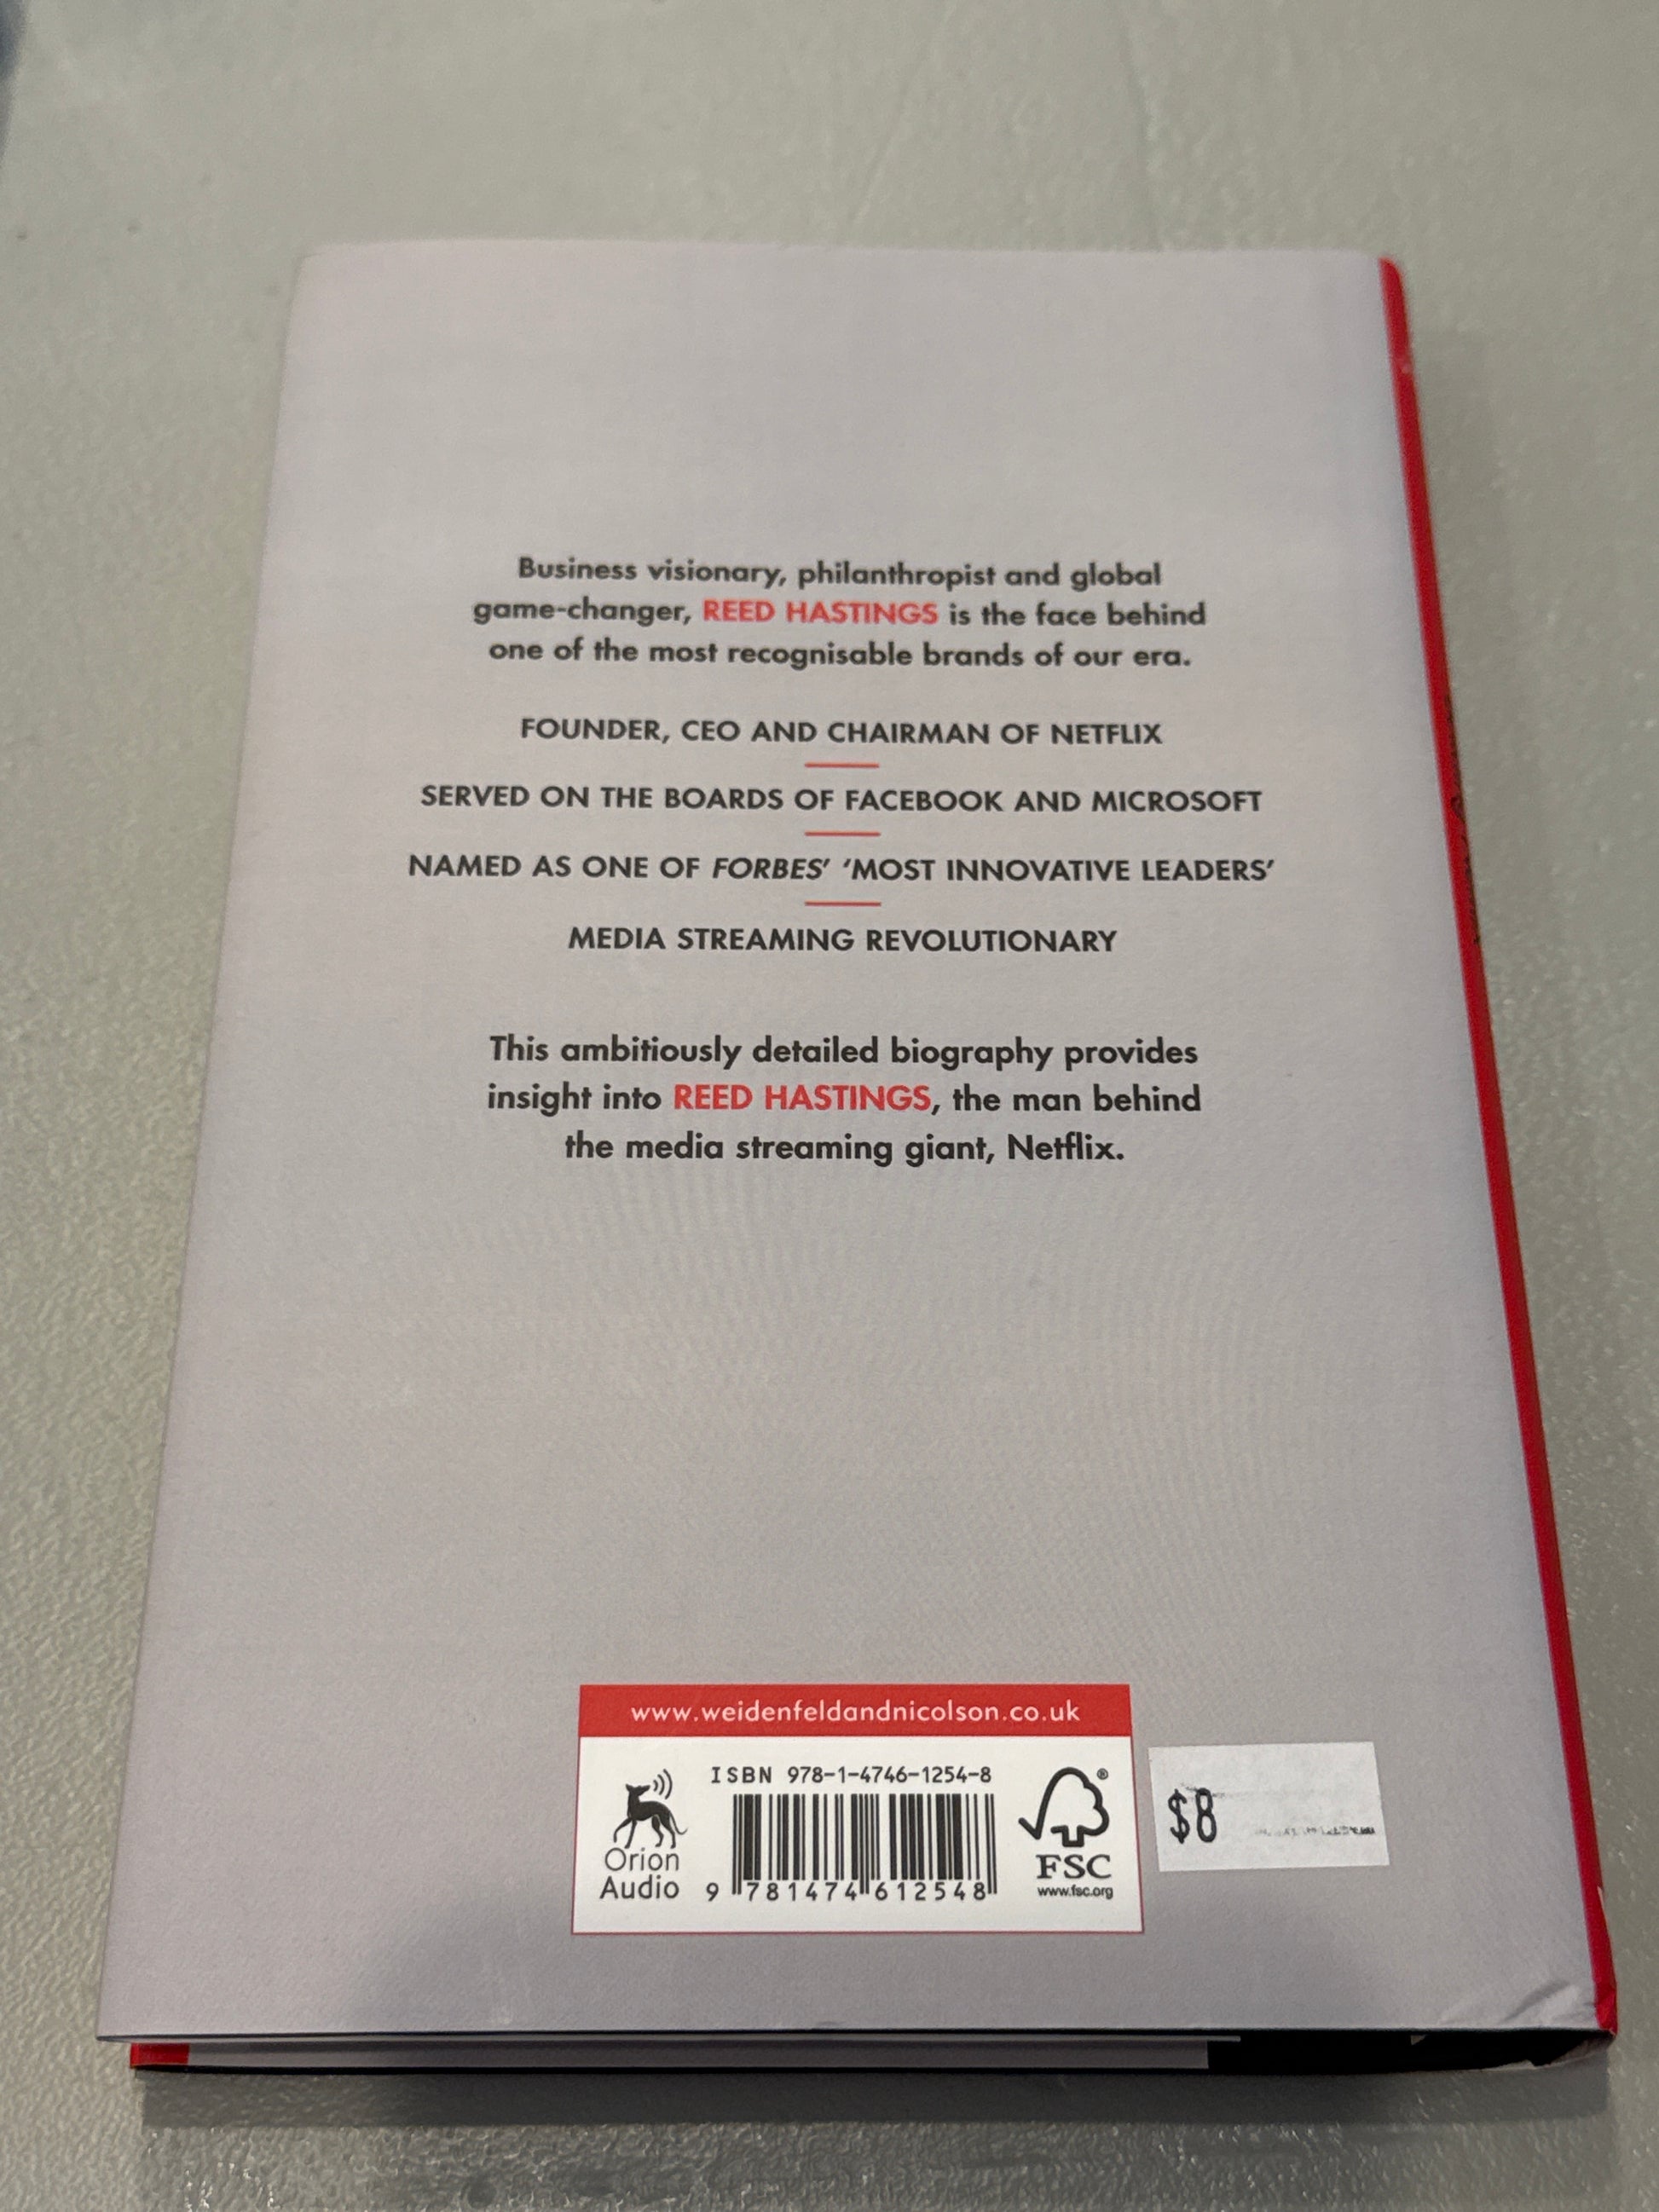 Business visionary, philanthropist and global
game-changer, REED HASTINGS is the face behind
one of the most recognisable brands of our era.
FOUNDER, CEO AND CHAIRMAN OF NETFLIX
SERVED ON THE BOARDS OF FACEBOOK AND MICROSOFT
NAMED AS ONE OF FORBES' 'MOST INNOVATIVE LEADERS'
MEDIA STREAMING REVOLUTIONARY
This ambitiously detailed biography provides
insight into REED HASTINGS, the man behind
the media streaming giant, Netflix.
www.weidenfeldandnicolson.co.uk
ISBN 978-1-4746-1254-8
Orion
Audio
9 781474 612548
®
FSC
www.fsc.org
$8